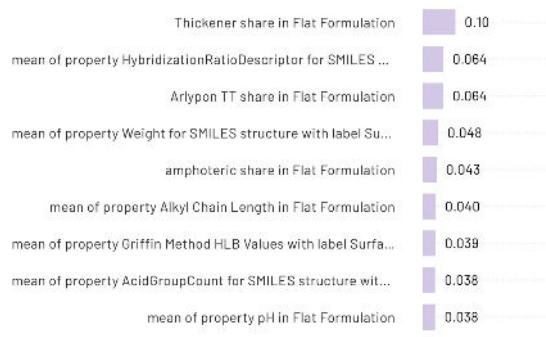 Thickener share in Flat Formulation 0.10
mean of property HybridizationRatioDescriptor for SMILES ... 0.064
Arlypon TT share in Flat Formulation 0.064
mean of property Weight for SMILES structure with label Su... 0.048
amphoteric share in Flat Formulation 0.043
mean of property Alkyl Chain Length in Flat Formulation 0.040
mean of property Griffin Method HLB Values with label Surfa... 0.039
mean of property AcidGroupCount for SMILES structure wit... 0.038
mean of property pH in Flat Formulation 0.038